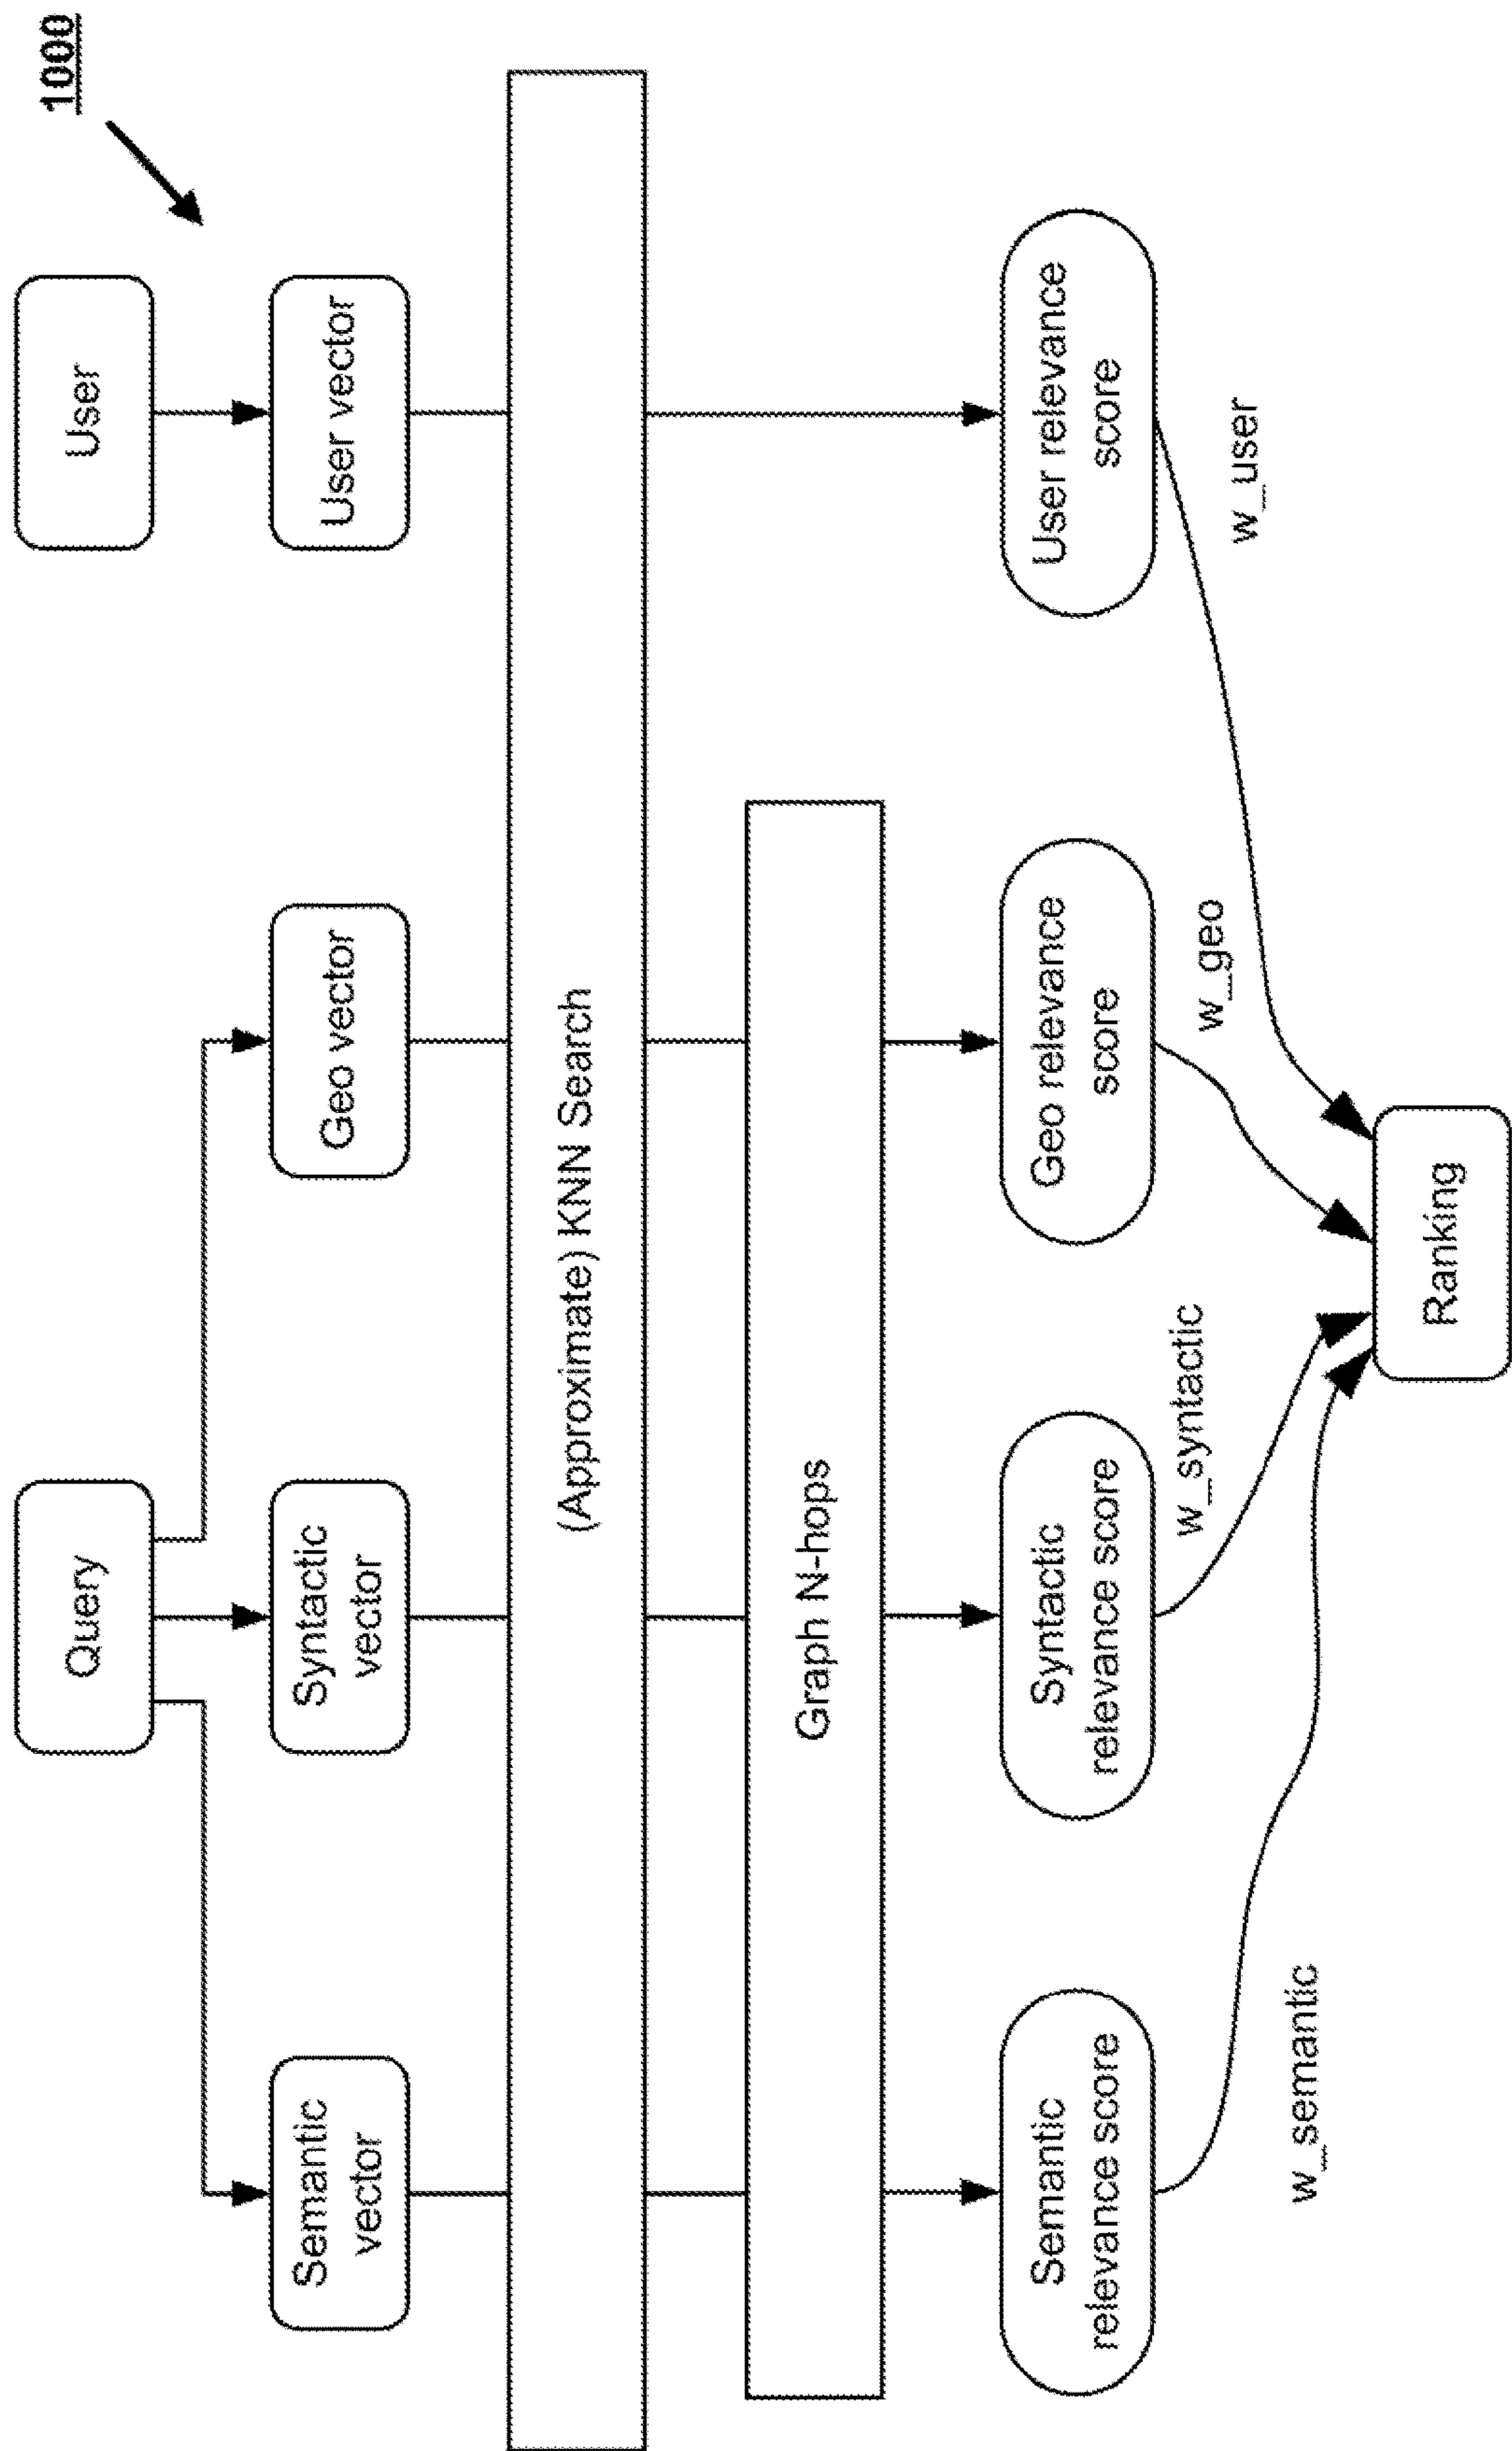 1000
Query
User
Semantic
vector
Syntactic
vector
Geo vector
User vector
(Approximate) KNN Search
Graph N-hops
Semantic
relevance score
Syntactic
relevance score
Geo relevance
score
User relevance
score
w_semantic
w_syntactic
w_geo
w_user
Ranking